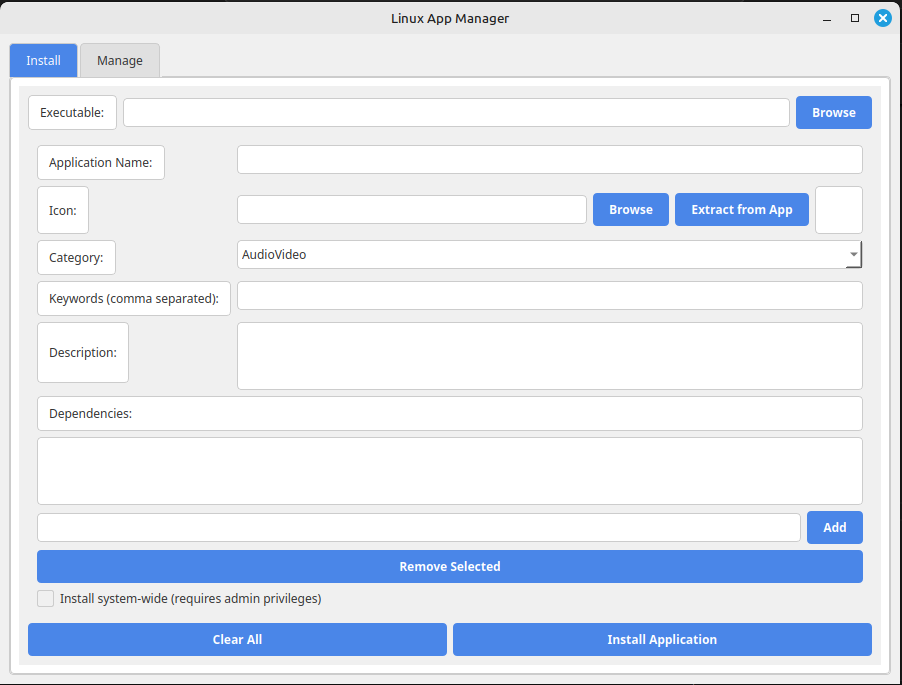 Linux App Manager
Install Manage
Executable: Browse
Application Name:
Icon: Browse Extract from App
Category: AudioVideo
Keywords (comma separated):
Description:
Dependencies:
Add
Remove Selected
Install system-wide (requires admin privileges)
Clear All Install Application